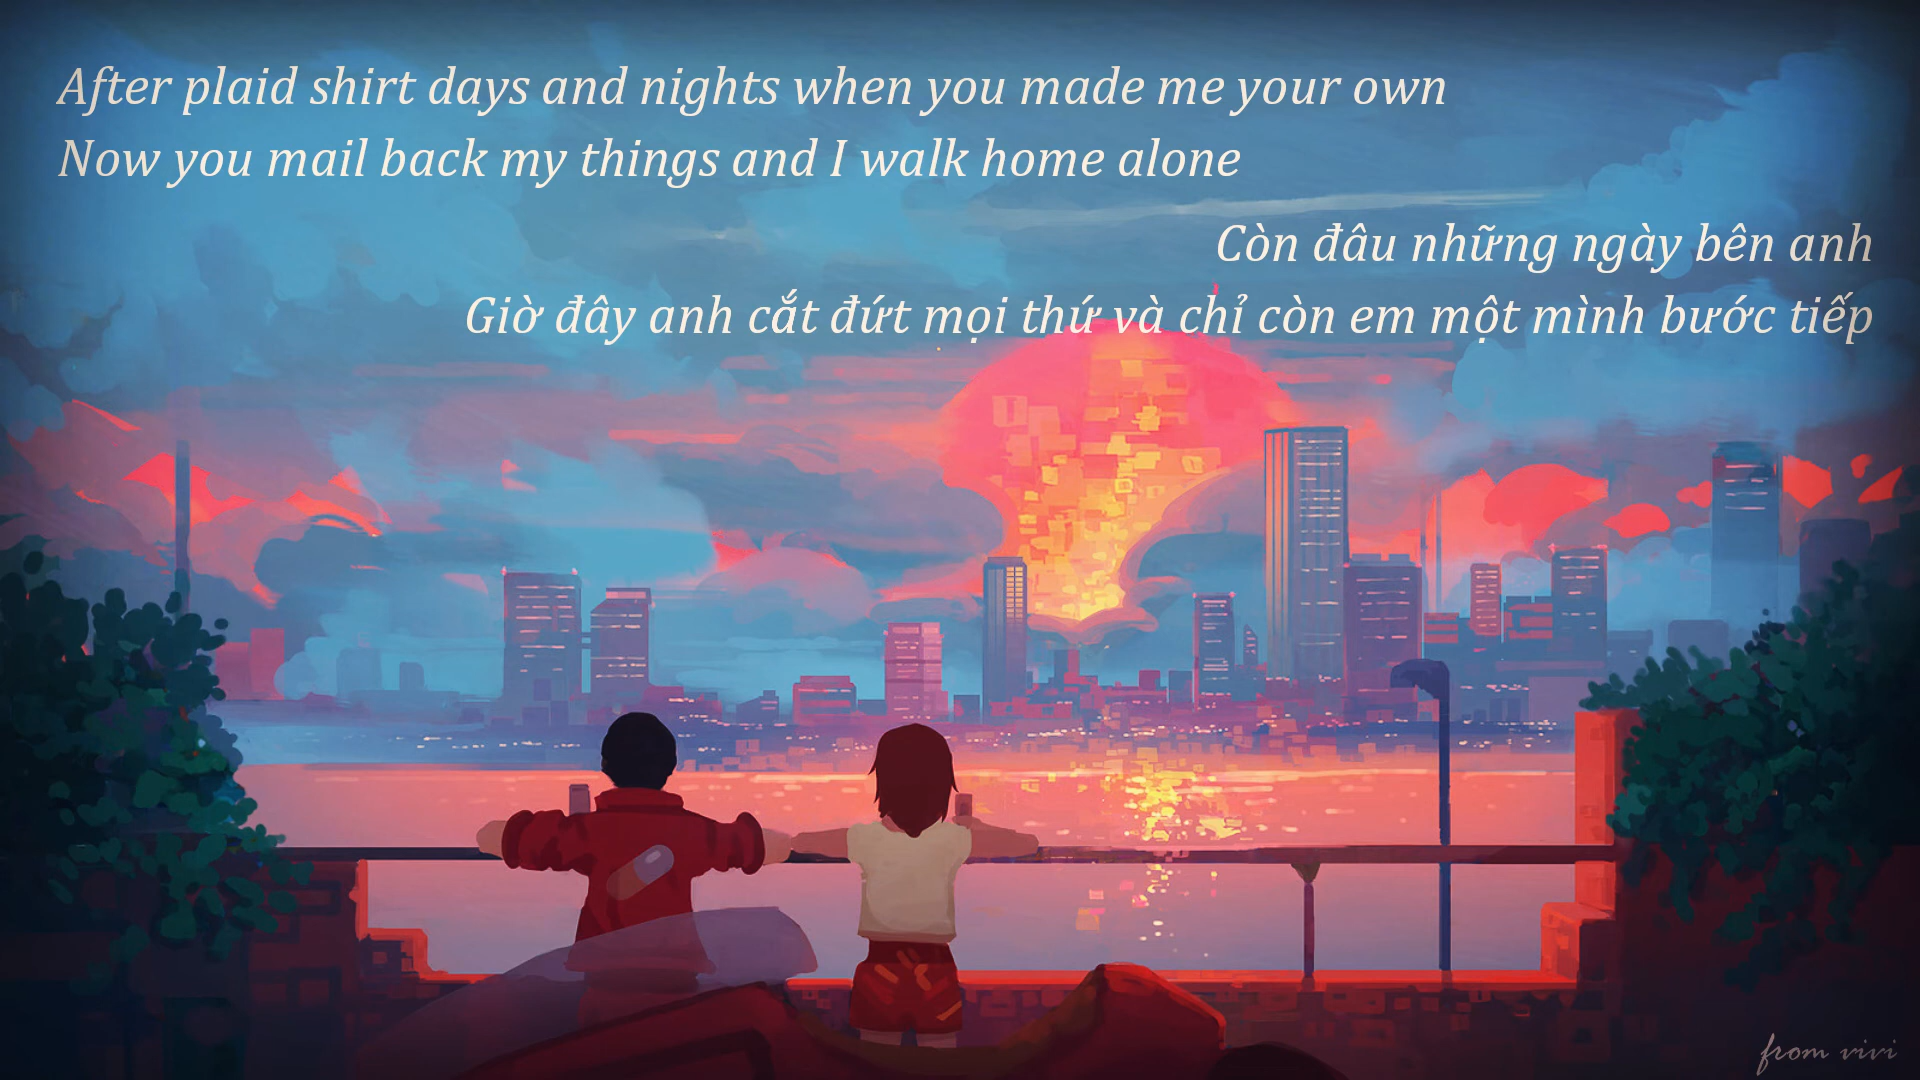 After plaid shirt days and nights when you made me your own
Now you mail back my things and I walk home alone
Còn đâu những ngày bên anh
Giờ đây anh cắt đứt mọi thứ và chỉ còn em một mình bước tiếp
from vivi